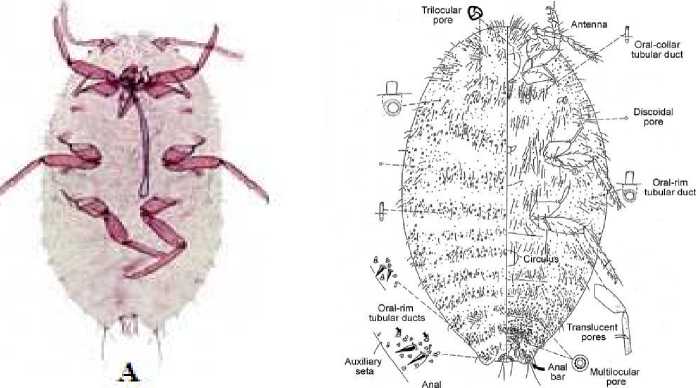 Trilocular
pore
Antenna
Oral-collar
tubular duct
Discoidal
pore
Oral-rim
tubular duct
Circulus
Oral-rim
tubular ducts
Translucent
pores
Auxiliary
seta
Anal
bar
Multilocular
pore
Anal
A